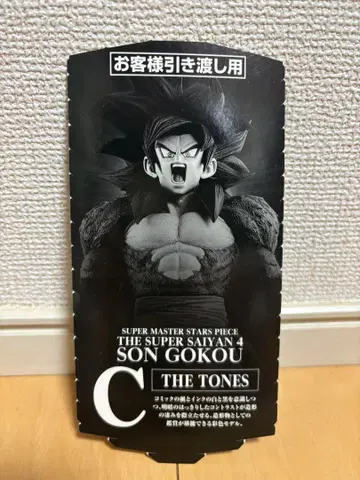 お客様引き渡し用
SUPER MASTER STARS PIECE
THE SUPER SAIYAN 4
SON GOKOU
C THE TONES
コミックの紙とインクの白と黒を意識しつ
つ、明暗のはっきりしたコントラストが造形
の凄みを際立たせる。造形物としての
鑑賞が堪能できる彩色モデル。